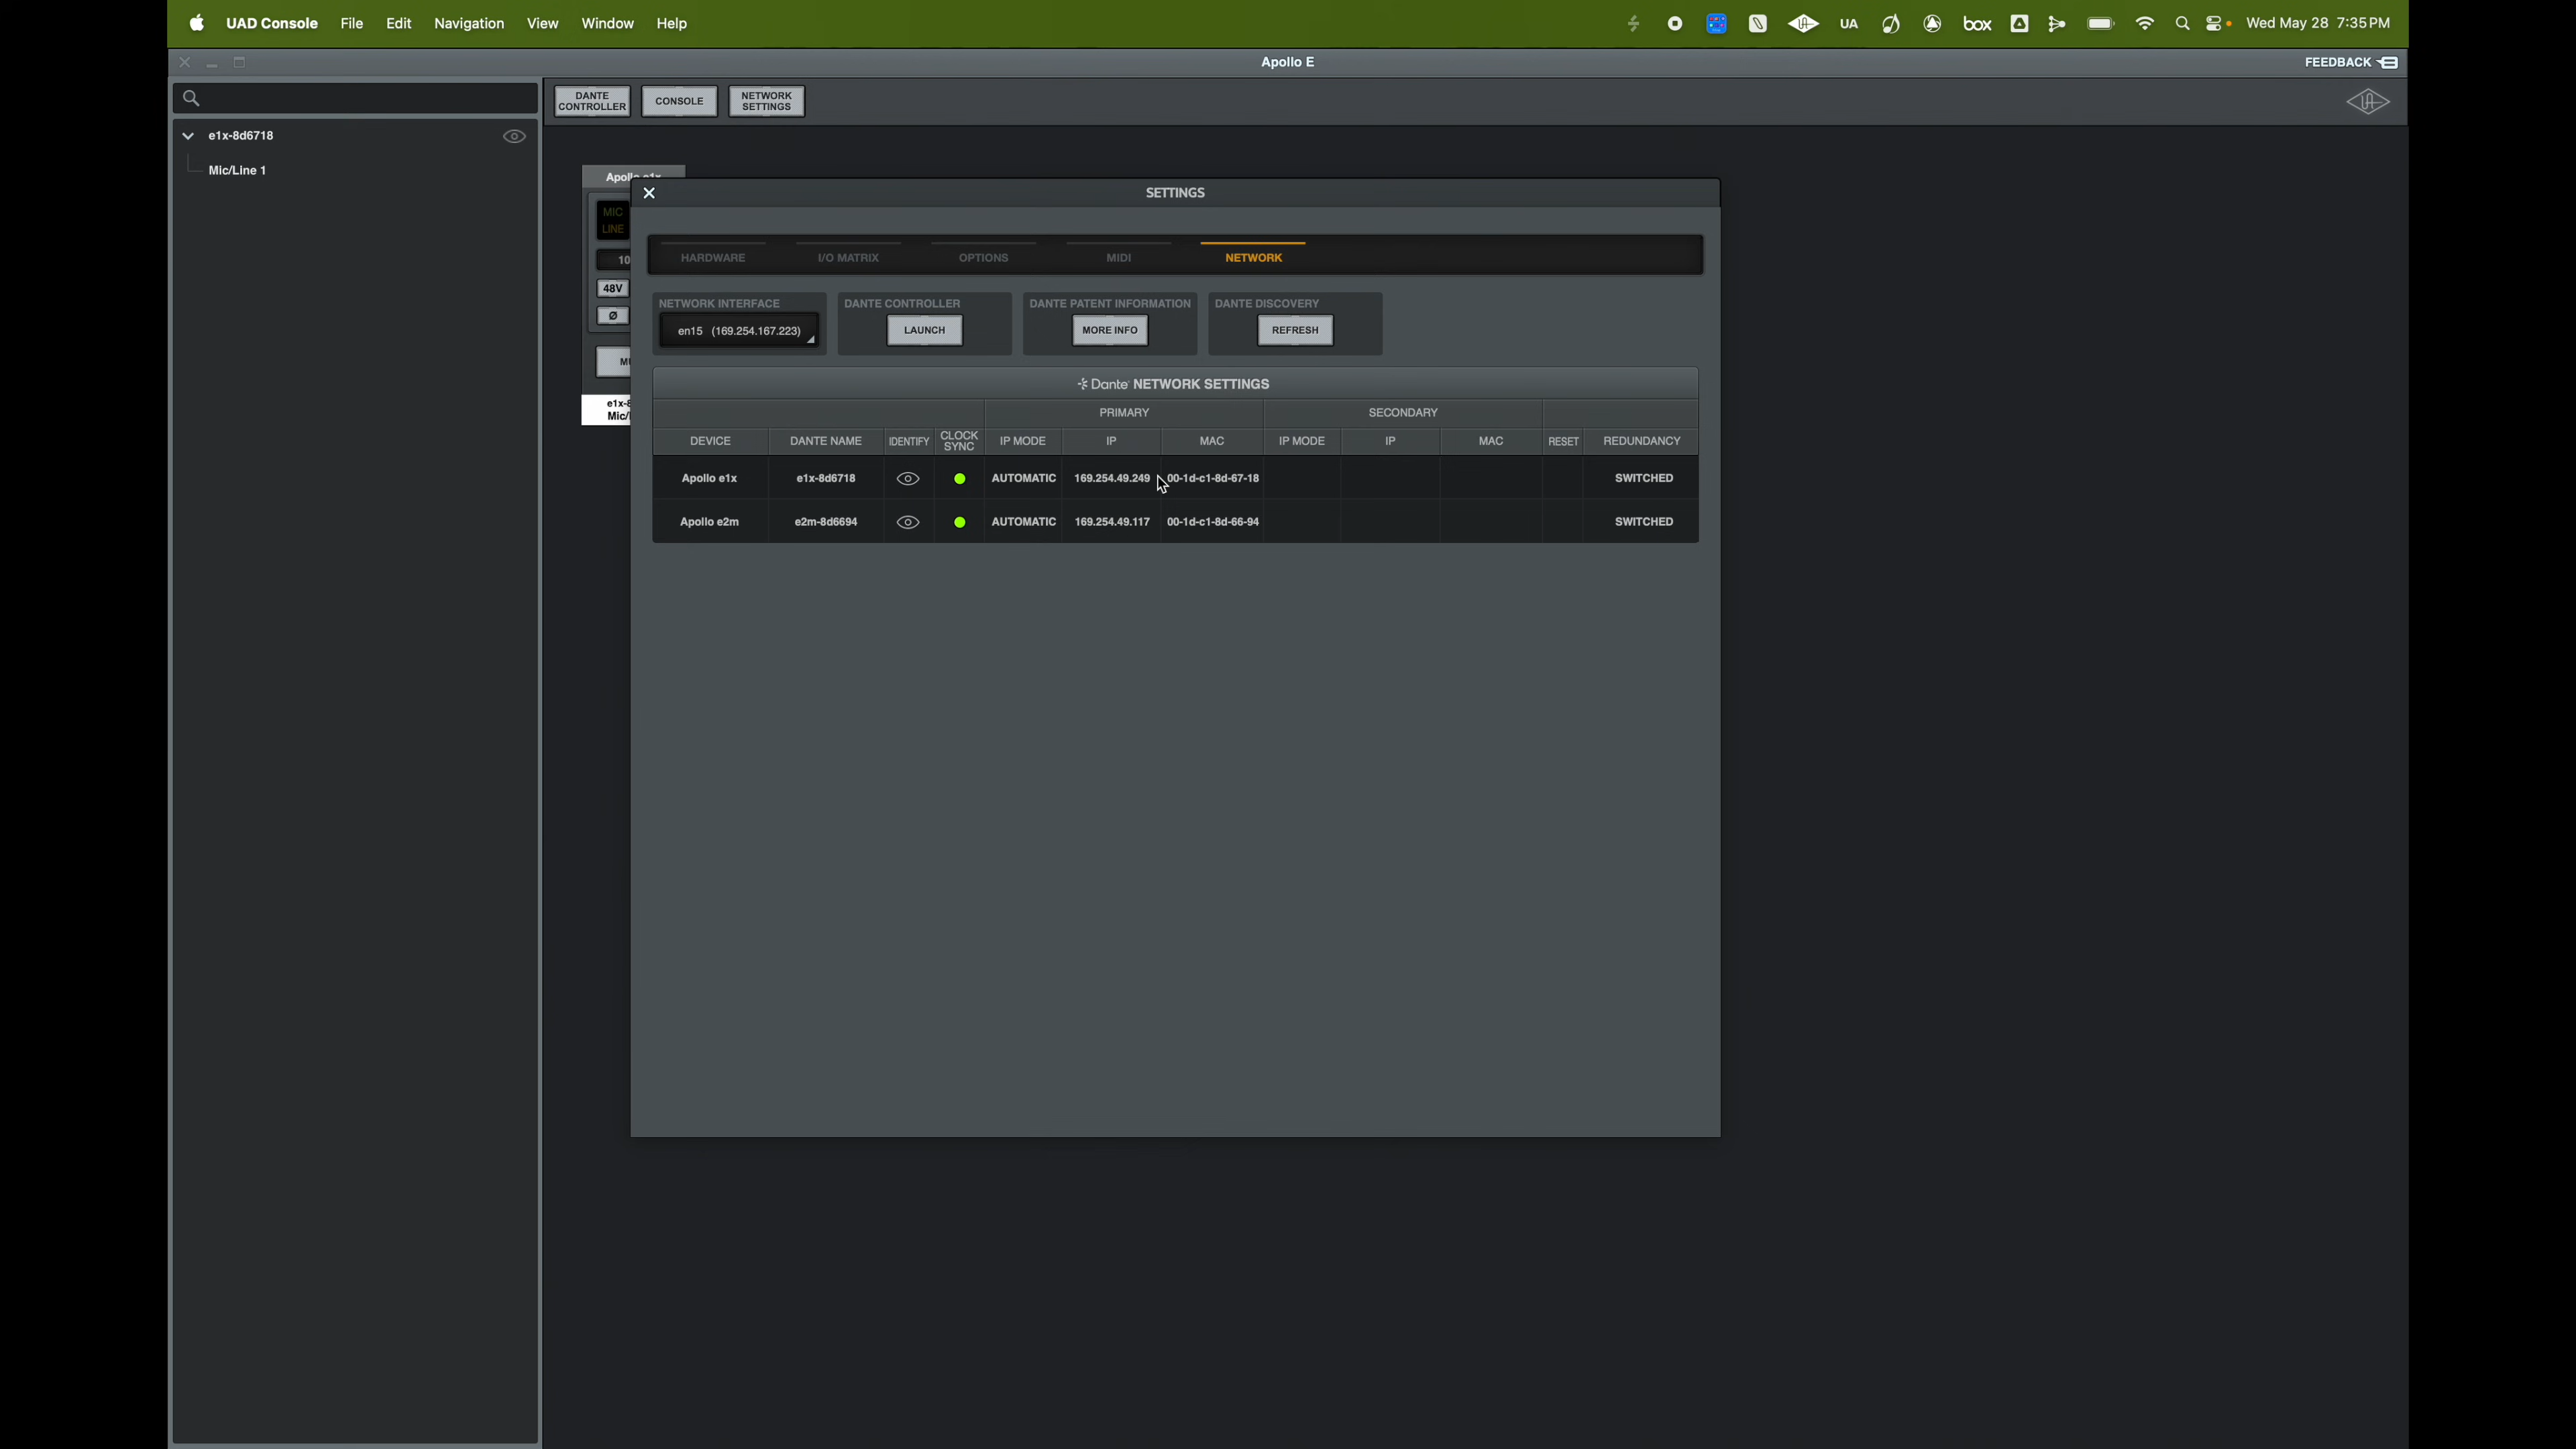 UAD Console File Edit Navigation View Window Help
UA box Wed May 28 7:35 PM
Apollo E
FEEDBACK
DANTE CONTROLLER
CONSOLE
NETWORK SETTINGS
e1x-8d6718
Mic/Line 1
MIC
LINE
10
48V
Ø
SETTINGS
HARDWARE I/O MATRIX OPTIONS MIDI NETWORK
NETWORK INTERFACE DANTE CONTROLLER DANTE PATENT INFORMATION DANTE DISCOVERY
en15 (169.254.167.223) LAUNCH MORE INFO REFRESH
Dante NETWORK SETTINGS
PRIMARY SECONDARY
DEVICE DANTE NAME IDENTIFY CLOCK SYNC IP MODE IP MAC IP MODE IP MAC RESET REDUNDANCY
Apollo e1x e1x-8d6718 AUTOMATIC 169.254.49.249 00-1d-c1-8d-67-18 SWITCHED
Apollo e2m e2m-8d6694 AUTOMATIC 169.254.49.117 00-1d-c1-8d-66-94 SWITCHED